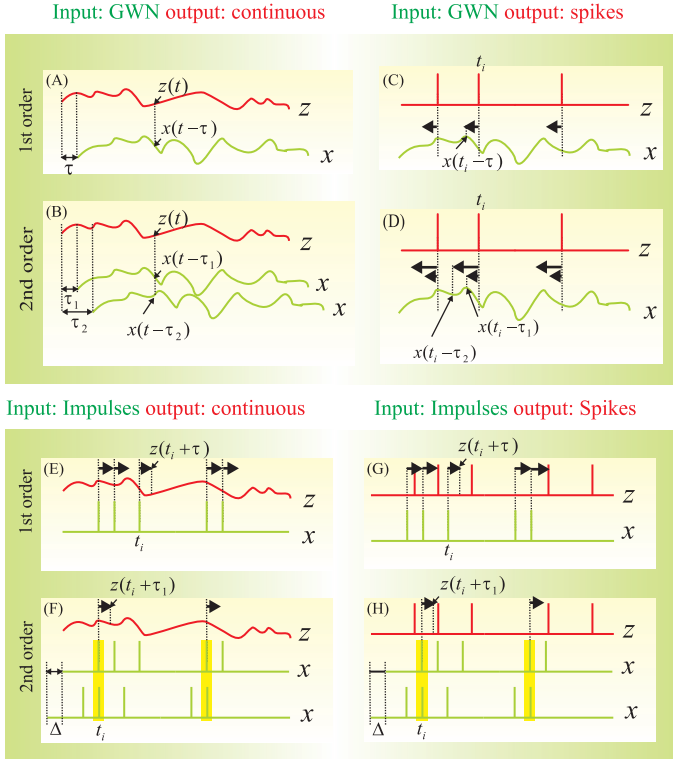 Input: GWN output: continuous
Input: GWN output: spikes
1st order
(A)
z(t)
z
x(t−τ)
x
τ
(C)
t_i
z
x(t_i−τ)
x
2nd order
(B)
z(t)
z
x(t−τ_1)
x
τ_1
x
τ_2
x(t−τ_2)
(D)
t_i
z
x
x(t_i−τ_1)
x(t_i−τ_2)
Input: Impulses output: continuous
Input: Impulses output: Spikes
1st order
(E)
z(t_i+τ)
z
x
t_i
(G)
z(t_i+τ)
z
x
t_i
2nd order
(F)
z(t_i+τ_1)
z
x
x
Δ
t_i
(H)
z(t_i+τ_1)
z
x
x
Δ
t_i